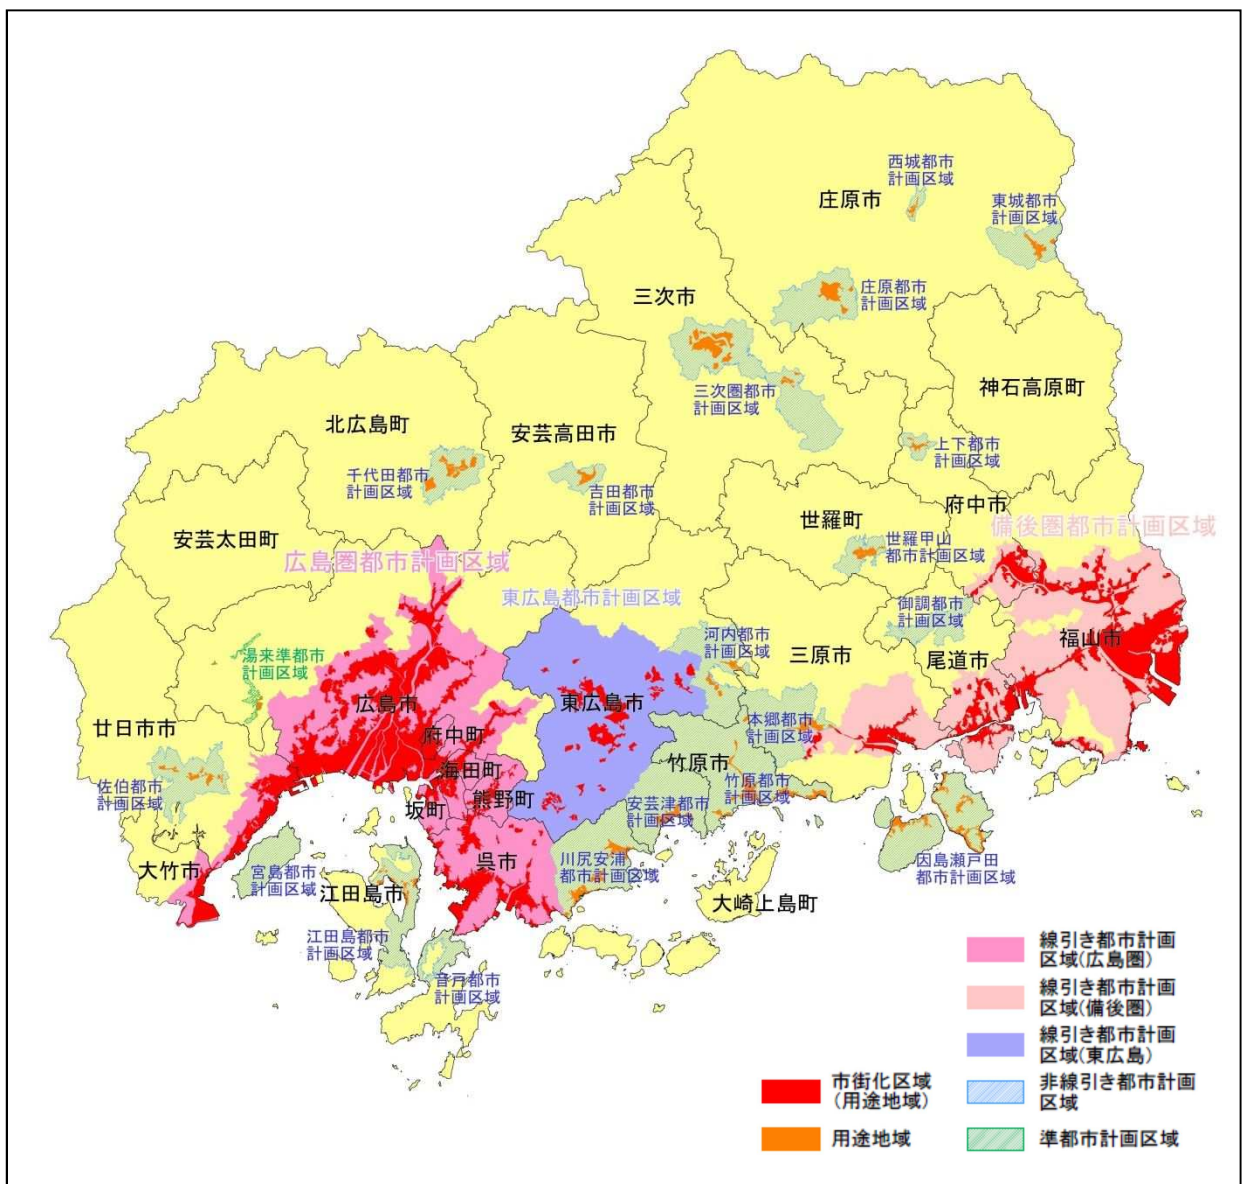 西城都市
計画区域
庄原市
東城都市
計画区域
三次市
庄原都市
計画区域
神石高原町
三次圏都市
計画区域
北広島町
安芸高田市
上下都市
計画区域
千代田都市
計画区域
吉田都市
計画区域
世羅町
府中市
備後圏都市計画区域
安芸太田町
世羅甲山
都市計画区域
広島圏都市計画区域
東広島都市計画区域
御調都市
計画区域
河内都市
計画区域
福山市
湯来準都市
計画区域
三原市
尾道市
広島市
東広島市
廿日市市
府中町
本郷都市
計画区域
海田町
竹原市
佐伯都市
計画区域
熊野町
竹原都市
計画区域
坂町
安芸津都市
計画区域
大竹市
宮島都市
計画区域
呉市
川尻安浦
都市計画区域
因島瀬戸田
都市計画区域
江田島市
大崎上島町
江田島都市
計画区域
音戸都市
計画区域
線引き都市計画
区域(広島圏)
線引き都市計画
区域(備後圏)
線引き都市計画
区域(東広島)
市街化区域
(用途地域)
非線引き都市計画
区域
用途地域
準都市計画区域